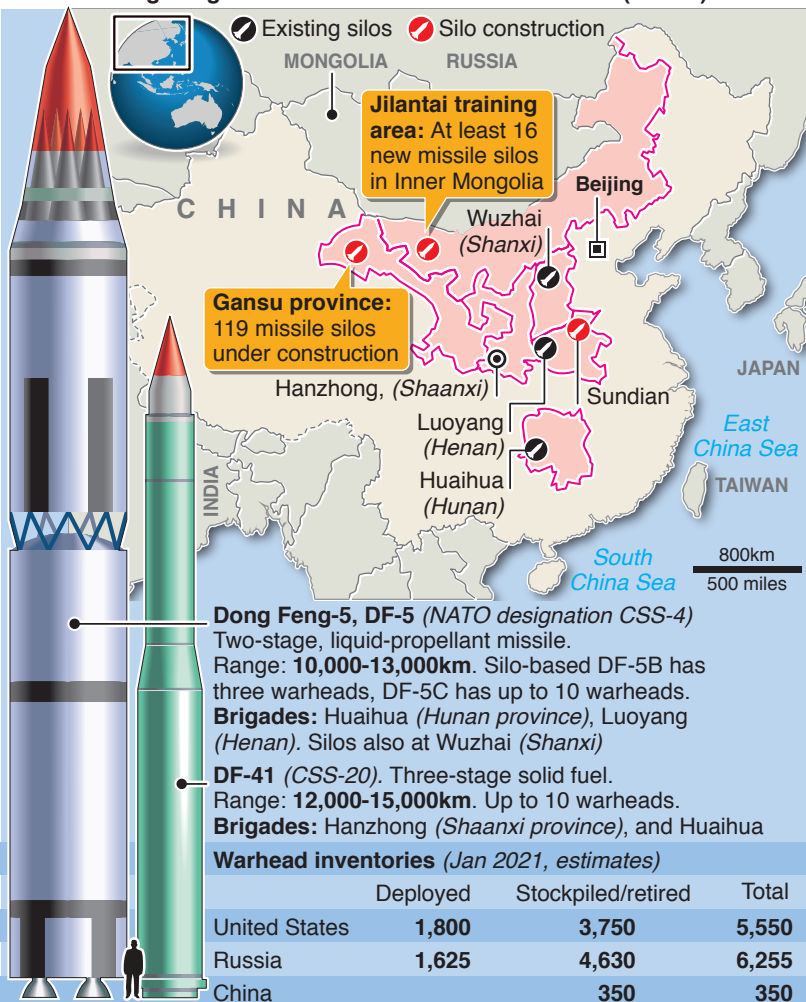 Existing silos
Silo construction
MONGOLIA
RUSSIA
Jilantai training
area: At least 16
new missile silos
in Inner Mongolia
Beijing
CHINA
Wuzhai
(Shanxi)
Gansu province:
119 missile silos
under construction
Hanzhong, (Shaanxi)
Sundian
JAPAN
Luoyang
(Henan)
East
China Sea
Huaihua
(Hunan)
INDIA
TAIWAN
South
China Sea
800km
500 miles
Dong Feng-5, DF-5 (NATO designation CSS-4)
Two-stage, liquid-propellant missile.
Range: 10,000-13,000km. Silo-based DF-5B has
three warheads, DF-5C has up to 10 warheads.
Brigades: Huaihua (Hunan province), Luoyang
(Henan). Silos also at Wuzhai (Shanxi)
DF-41 (CSS-20). Three-stage solid fuel.
Range: 12,000-15,000km. Up to 10 warheads.
Brigades: Hanzhong (Shaanxi province), and Huaihua
Warhead inventories (Jan 2021, estimates)
Deployed Stockpiled/retired Total
United States 1,800 3,750 5,550
Russia 1,625 4,630 6,255
China 350 350